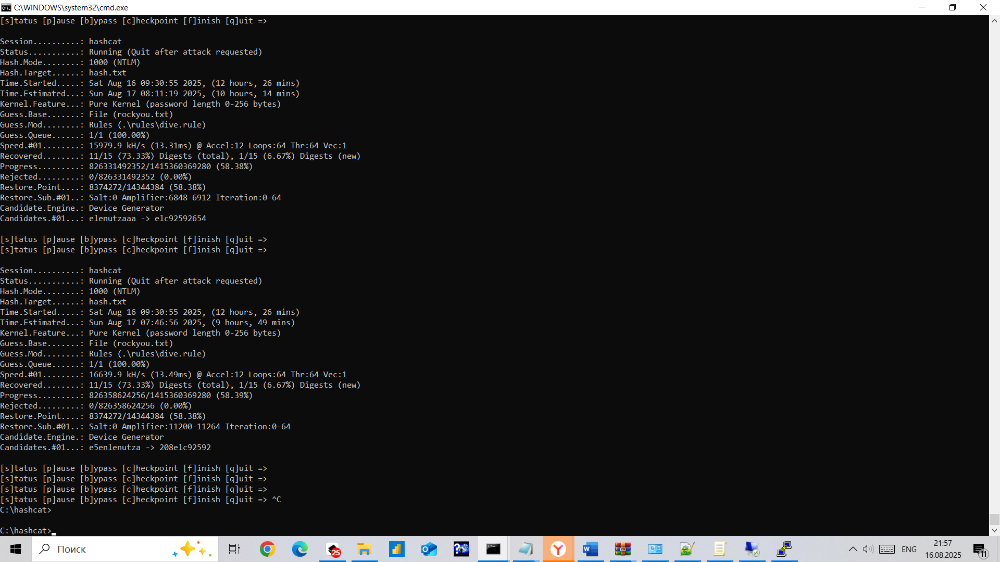 C:\WINDOWS\system32\cmd.exe
[s]tatus [p]ause [b]ypass [c]heckpoint [f]inish [q]uit =>
Session..........: hashcat
Status...........: Running (Quit after attack requested)
Hash.Mode........: 1000 (NTLM)
Hash.Target......: hash.txt
Time.Started.....: Sat Aug 16 09:30:55 2025, (12 hours, 26 mins)
Time.Estimated...: Sun Aug 17 08:11:19 2025, (10 hours, 14 mins)
Kernel.Feature...: Pure Kernel (password length 0-256 bytes)
Guess.Base.......: File (rockyou.txt)
Guess.Mod........: Rules (.\rules\dive.rule)
Guess.Queue......: 1/1 (100.00%)
Speed.#01........: 15979.9 kH/s (13.31ms) @ Accel:12 Loops:64 Thr:64 Vec:1
Recovered........: 11/15 (73.33%) Digests (total), 1/15 (6.67%) Digests (new)
Progress.........: 826331492352/1415360369280 (58.38%)
Rejected.........: 0/826331492352 (0.00%)
Restore.Point....: 8374272/14344384 (58.38%)
Restore.Sub.#01..: Salt:0 Amplifier:6848-6912 Iteration:0-64
Candidate.Engine.: Device Generator
Candidates.#01...: elenutzaaa -> elc92592654
[s]tatus [p]ause [b]ypass [c]heckpoint [f]inish [q]uit =>
[s]tatus [p]ause [b]ypass [c]heckpoint [f]inish [q]uit =>
Session..........: hashcat
Status...........: Running (Quit after attack requested)
Hash.Mode........: 1000 (NTLM)
Hash.Target......: hash.txt
Time.Started.....: Sat Aug 16 09:30:55 2025, (12 hours, 26 mins)
Time.Estimated...: Sun Aug 17 07:46:56 2025, (9 hours, 49 mins)
Kernel.Feature...: Pure Kernel (password length 0-256 bytes)
Guess.Base.......: File (rockyou.txt)
Guess.Mod........: Rules (.\rules\dive.rule)
Guess.Queue......: 1/1 (100.00%)
Speed.#01........: 16639.9 kH/s (13.49ms) @ Accel:12 Loops:64 Thr:64 Vec:1
Recovered........: 11/15 (73.33%) Digests (total), 1/15 (6.67%) Digests (new)
Progress.........: 826358624256/1415360369280 (58.39%)
Rejected.........: 0/826358624256 (0.00%)
Restore.Point....: 8374272/14344384 (58.38%)
Restore.Sub.#01..: Salt:0 Amplifier:11200-11264 Iteration:0-64
Candidate.Engine.: Device Generator
Candidates.#01...: e5enlenutza -> 208elc92592
[s]tatus [p]ause [b]ypass [c]heckpoint [f]inish [q]uit =>
[s]tatus [p]ause [b]ypass [c]heckpoint [f]inish [q]uit =>
[s]tatus [p]ause [b]ypass [c]heckpoint [f]inish [q]uit =>
[s]tatus [p]ause [b]ypass [c]heckpoint [f]inish [q]uit => ^C
C:\hashcat>
C:\hashcat>
Поиск
25
ENG
21:57
16.08.2025
11